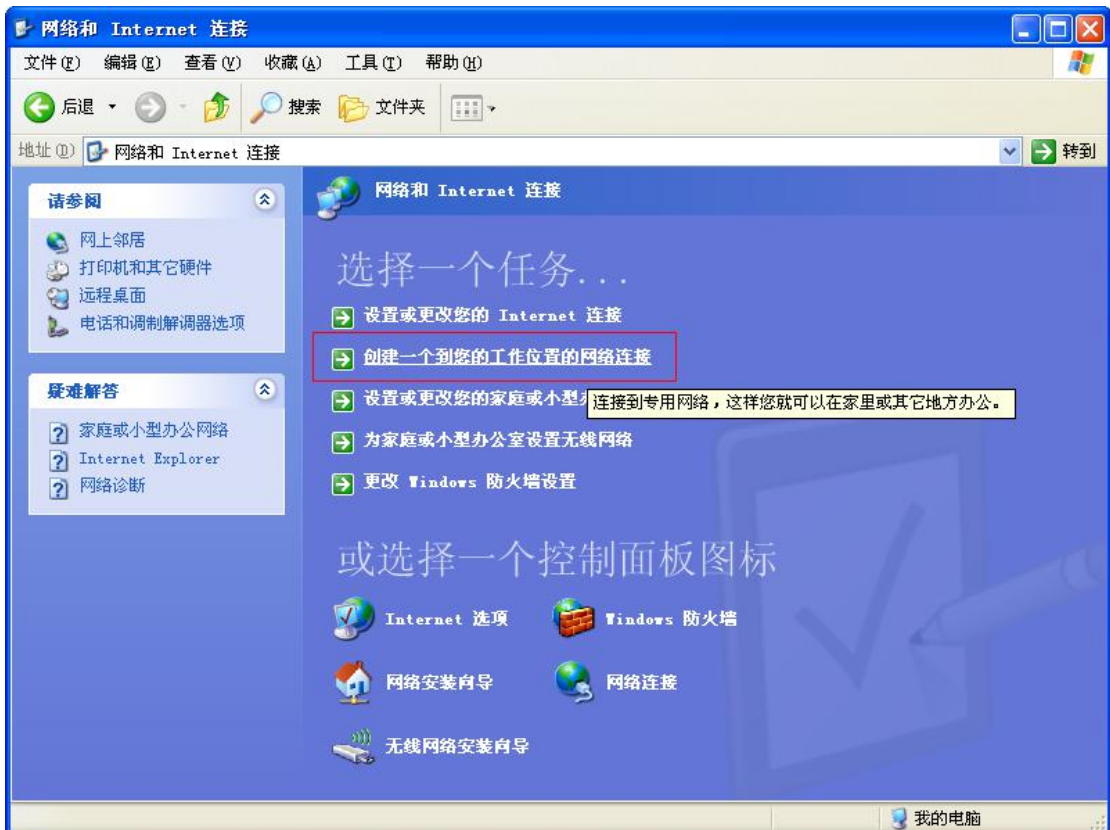 网络和 Internet 连接
文件(F) 编辑(E) 查看(V) 收藏(A) 工具(T) 帮助(H)
后退 搜索 文件夹
地址(D) 网络和 Internet 连接 转到
请参阅
网上邻居
打印机和其它硬件
远程桌面
电话和调制解调器选项
疑难解答
家庭或小型办公网络
Internet Explorer
网络诊断
网络和 Internet 连接
选择一个任务...
设置或更改您的 Internet 连接
创建一个到您的工作位置的网络连接
设置或更改您的家庭或小型
连接到专用网络，这样您就可以在家里或其它地方办公。
为家庭或小型办公室设置无线网络
更改 Windows 防火墙设置
或选择一个控制面板图标
Internet 选项 Windows 防火墙
网络安装向导 网络连接
无线网络安装向导
我的电脑